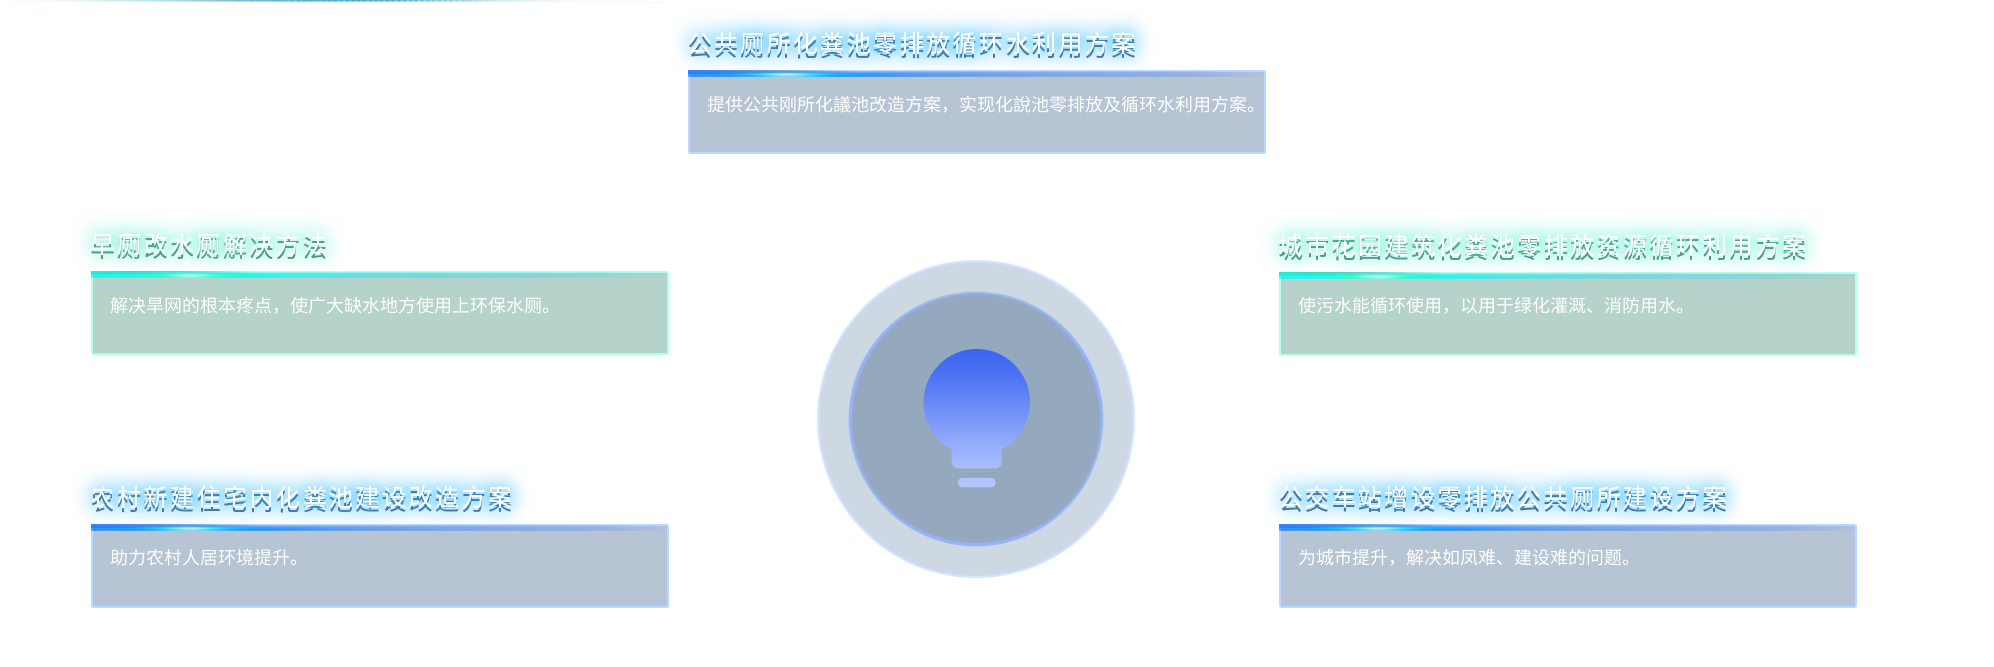 公共厕所化粪池零排放循环水利用方案
提供公共刚所化議池改造方案，实现化說池零排放及循环水利用方案。
早厕改水厕解决方法
解决旱网的根本疼点，使广大缺水地方使用上环保水厕。
城市花园建筑化粪池零排放资源循环利用方案
使污水能循环使用，以用于绿化灌溉、消防用水。
农村新建住宅内化粪池建设改造方案
助力农村人居环境提升。
公交车站增设零排放公共厕所建设方案
为城市提升，解决如凤难、建设难的问题。